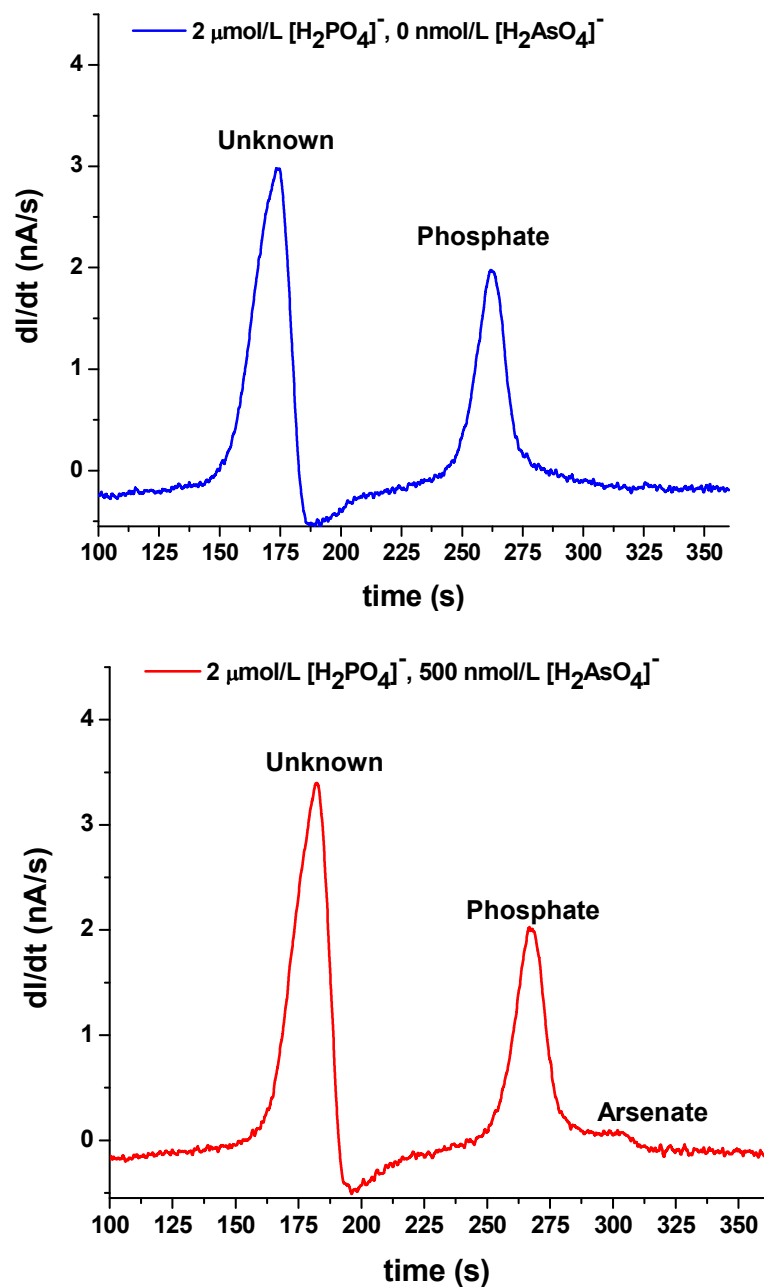 2 μmol/L [H₂PO₄]⁻, 0 nmol/L [H₂AsO₄]⁻
4
Unknown
3
Phosphate
2
dI/dt (nA/s)
1
0
100 125 150 175 200 225 250 275 300 325 350
time (s)
2 μmol/L [H₂PO₄]⁻, 500 nmol/L [H₂AsO₄]⁻
4
Unknown
3
Phosphate
2
dI/dt (nA/s)
1
Arsenate
0
100 125 150 175 200 225 250 275 300 325 350
time (s)